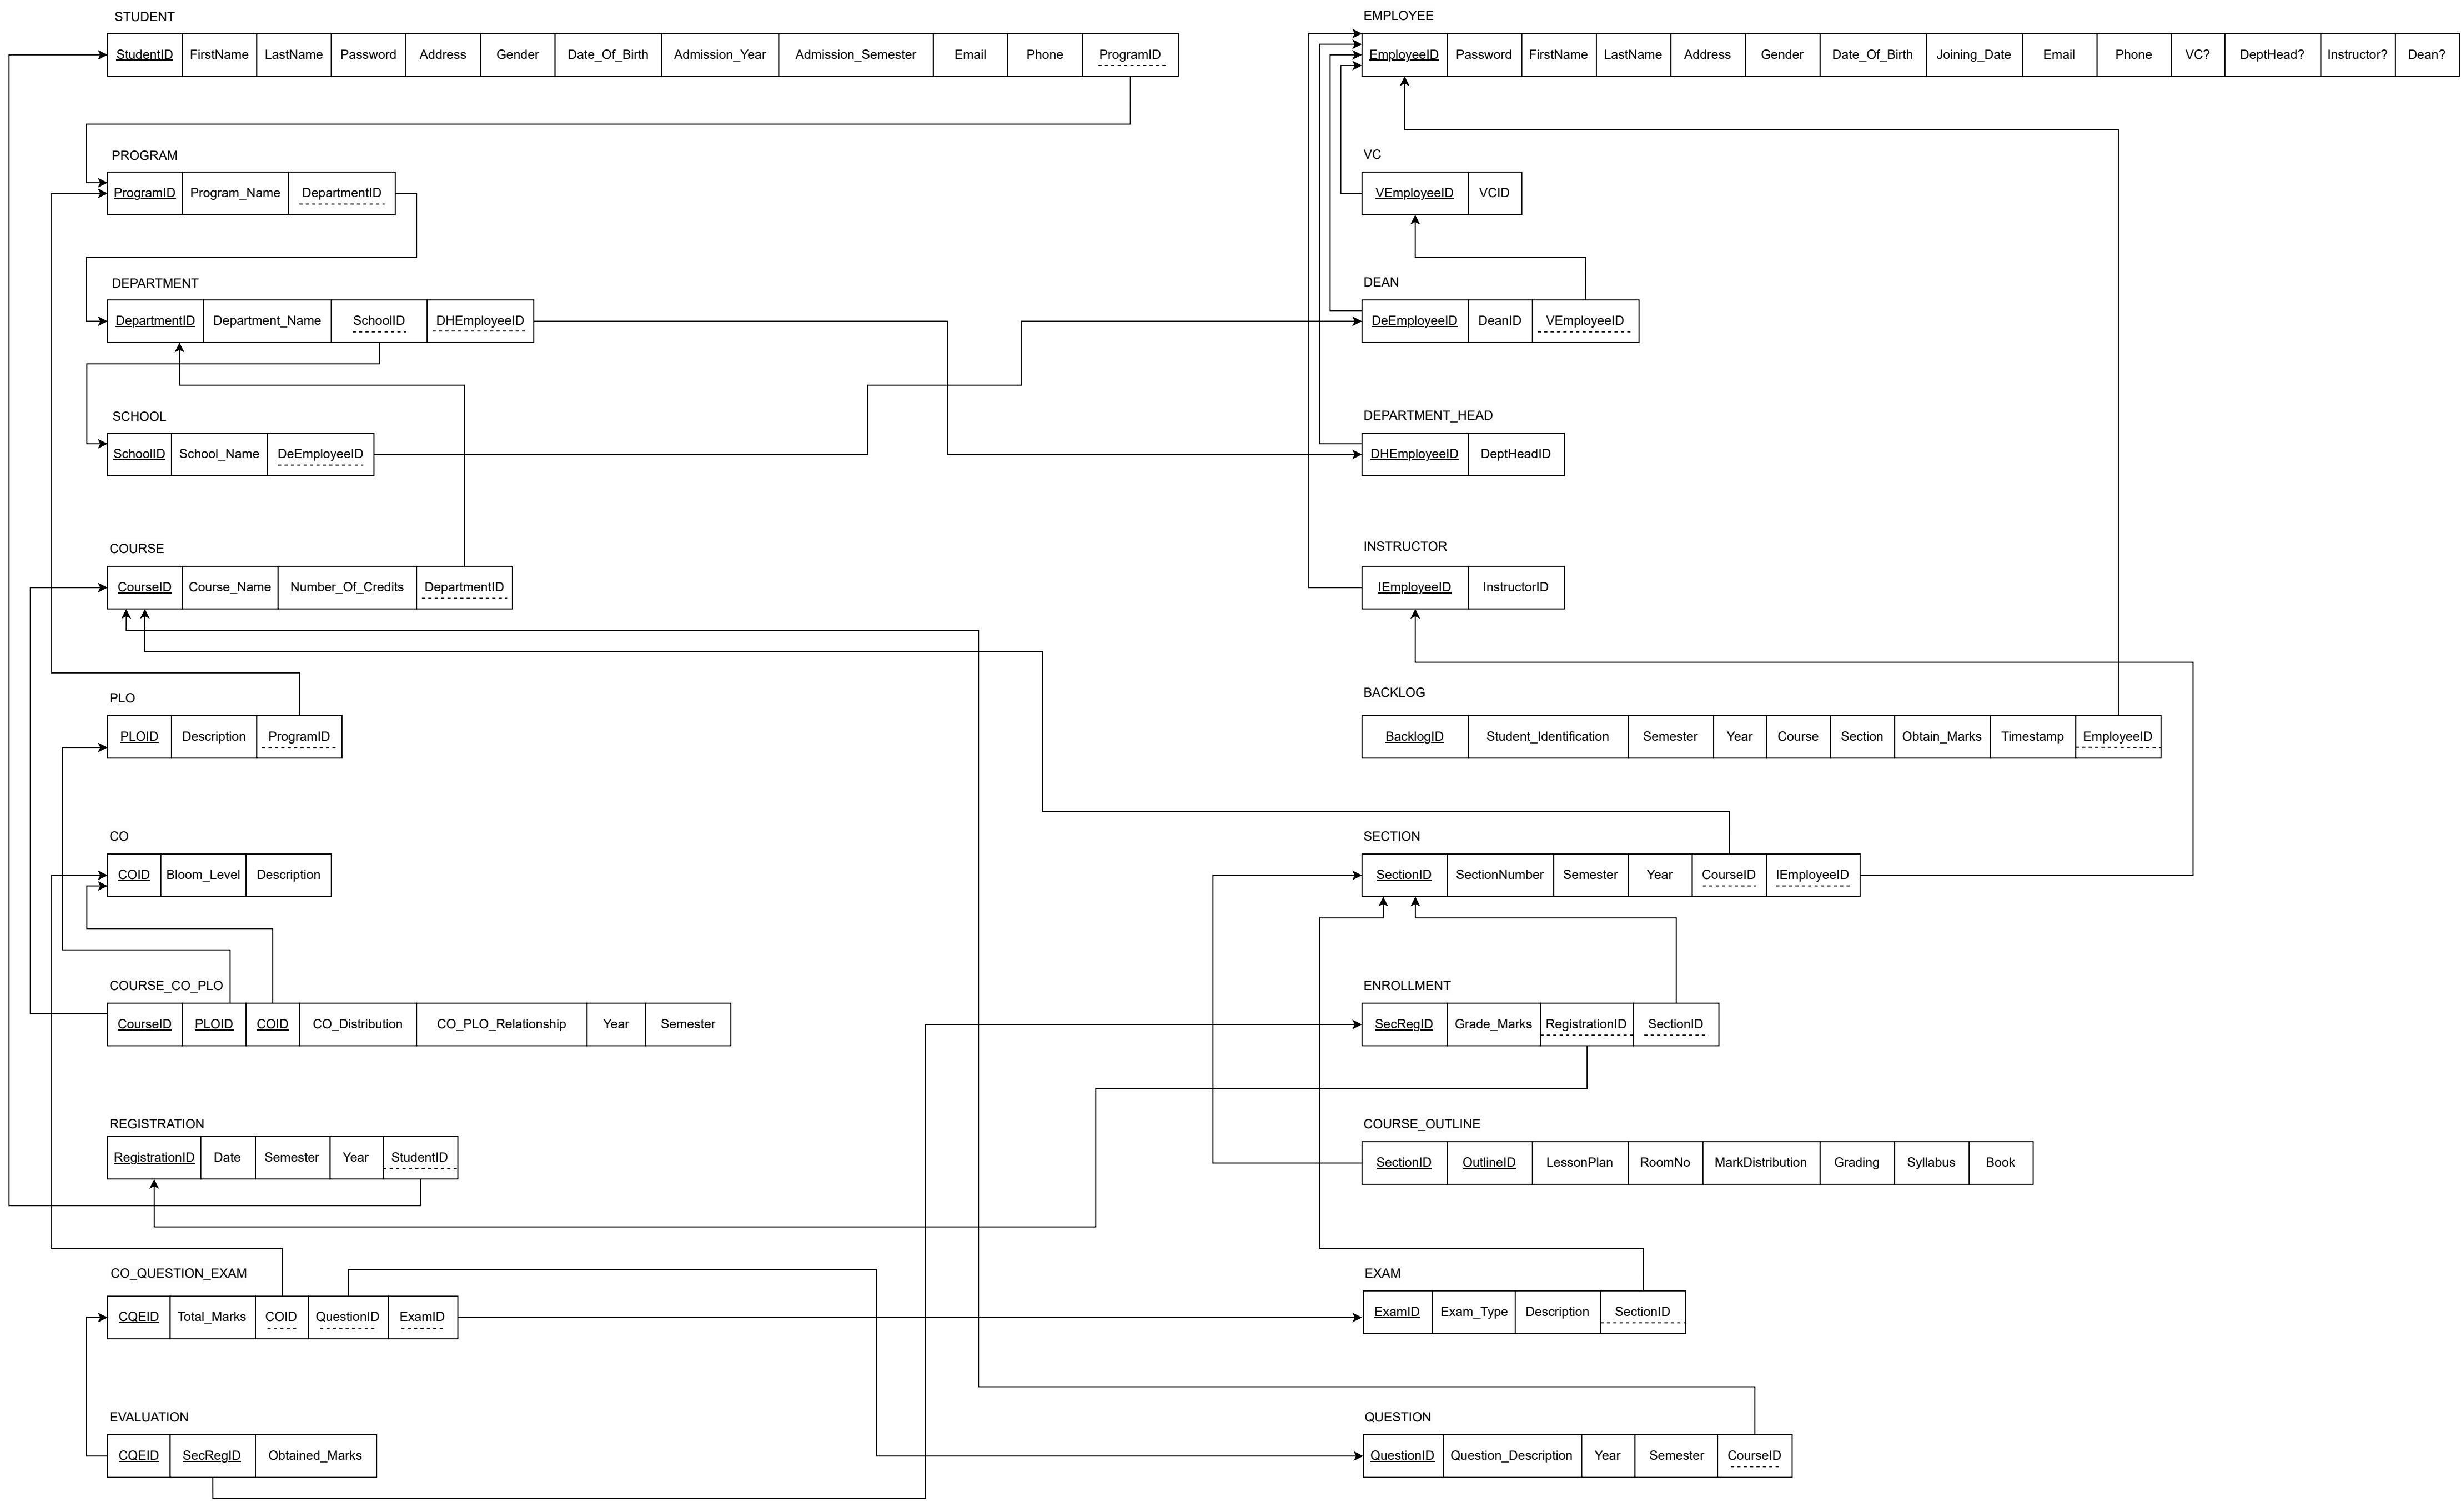 STUDENT
StudentID FirstName LastName Password Address Gender Date_Of_Birth Admission_Year Admission_Semester Email Phone ProgramID
PROGRAM
ProgramID Program_Name DepartmentID
DEPARTMENT
DepartmentID Department_Name SchoolID DHEmployeeID
SCHOOL
SchoolID School_Name DeEmployeeID
COURSE
CourseID Course_Name Number_Of_Credits DepartmentID
PLO
PLOID Description ProgramID
CO
COID Bloom_Level Description
COURSE_CO_PLO
CourseID PLOID COID CO_Distribution CO_PLO_Relationship Year Semester
REGISTRATION
RegistrationID Date Semester Year StudentID
CO_QUESTION_EXAM
CQEID Total_Marks COID QuestionID ExamID
EVALUATION
CQEID SecRegID Obtained_Marks
EMPLOYEE
EmployeeID Password FirstName LastName Address Gender Date_Of_Birth Joining_Date Email Phone VC? DeptHead? Instructor? Dean?
VC
VEmployeeID VCID
DEAN
DeEmployeeID DeanID VEmployeeID
DEPARTMENT_HEAD
DHEmployeeID DeptHeadID
INSTRUCTOR
IEmployeeID InstructorID
BACKLOG
BacklogID Student_Identification Semester Year Course Section Obtain_Marks Timestamp EmployeeID
SECTION
SectionID SectionNumber Semester Year CourseID IEmployeeID
ENROLLMENT
SecRegID Grade_Marks RegistrationID SectionID
COURSE_OUTLINE
SectionID OutlineID LessonPlan RoomNo MarkDistribution Grading Syllabus Book
EXAM
ExamID Exam_Type Description SectionID
QUESTION
QuestionID Question_Description Year Semester CourseID